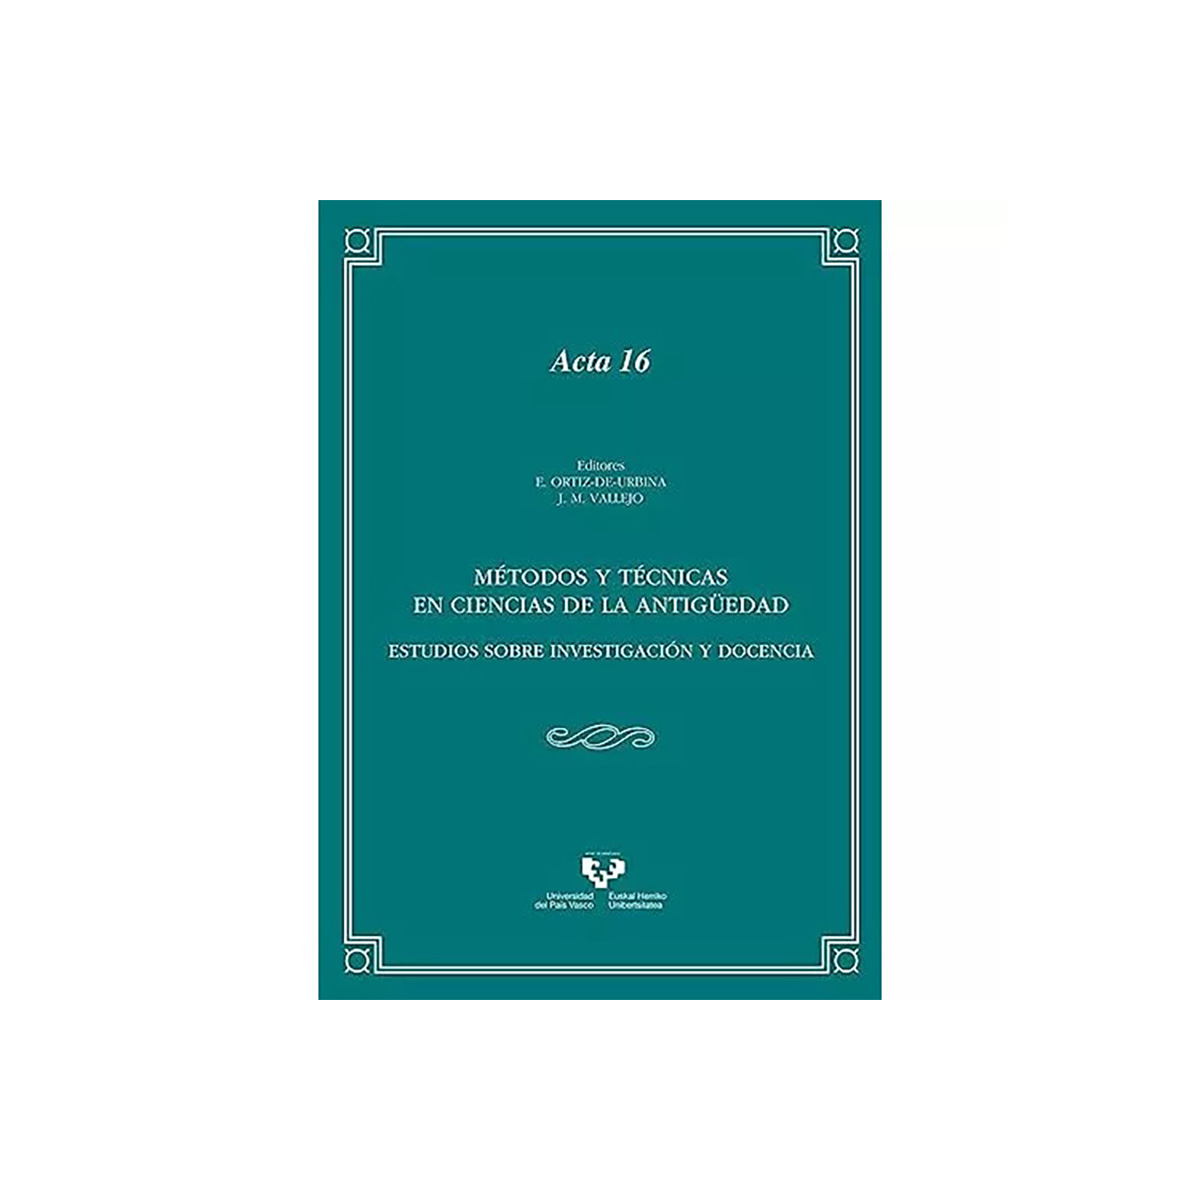 Acta 16
Editores
E. ORTIZ-DE-URBINA
J. M. VALLEJO
MÉTODOS Y TÉCNICAS
EN CIENCIAS DE LA ANTIGÜEDAD
ESTUDIOS SOBRE INVESTIGACIÓN Y DOCENCIA
Universidad del País Vasco
Euskal Herriko Unibertsitatea